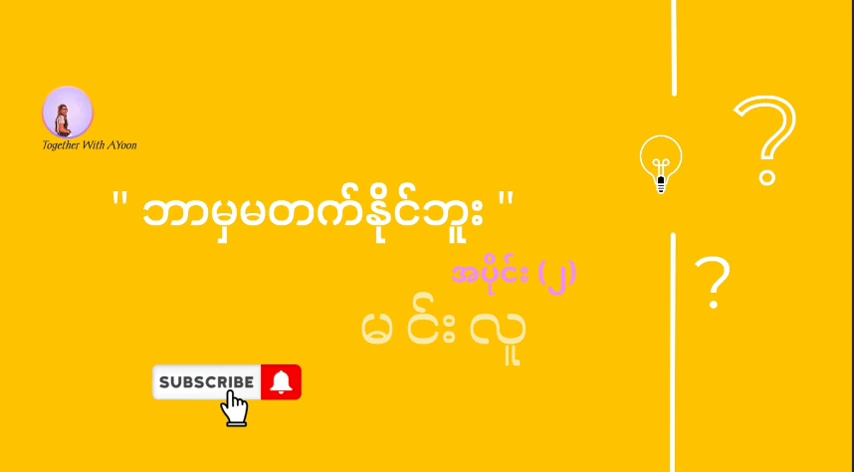 Together With AYoon
" ဘာမှမတက်နိုင်ဘူး "
အပိုင်း (၂)
မင်းလူ
SUBSCRIBE